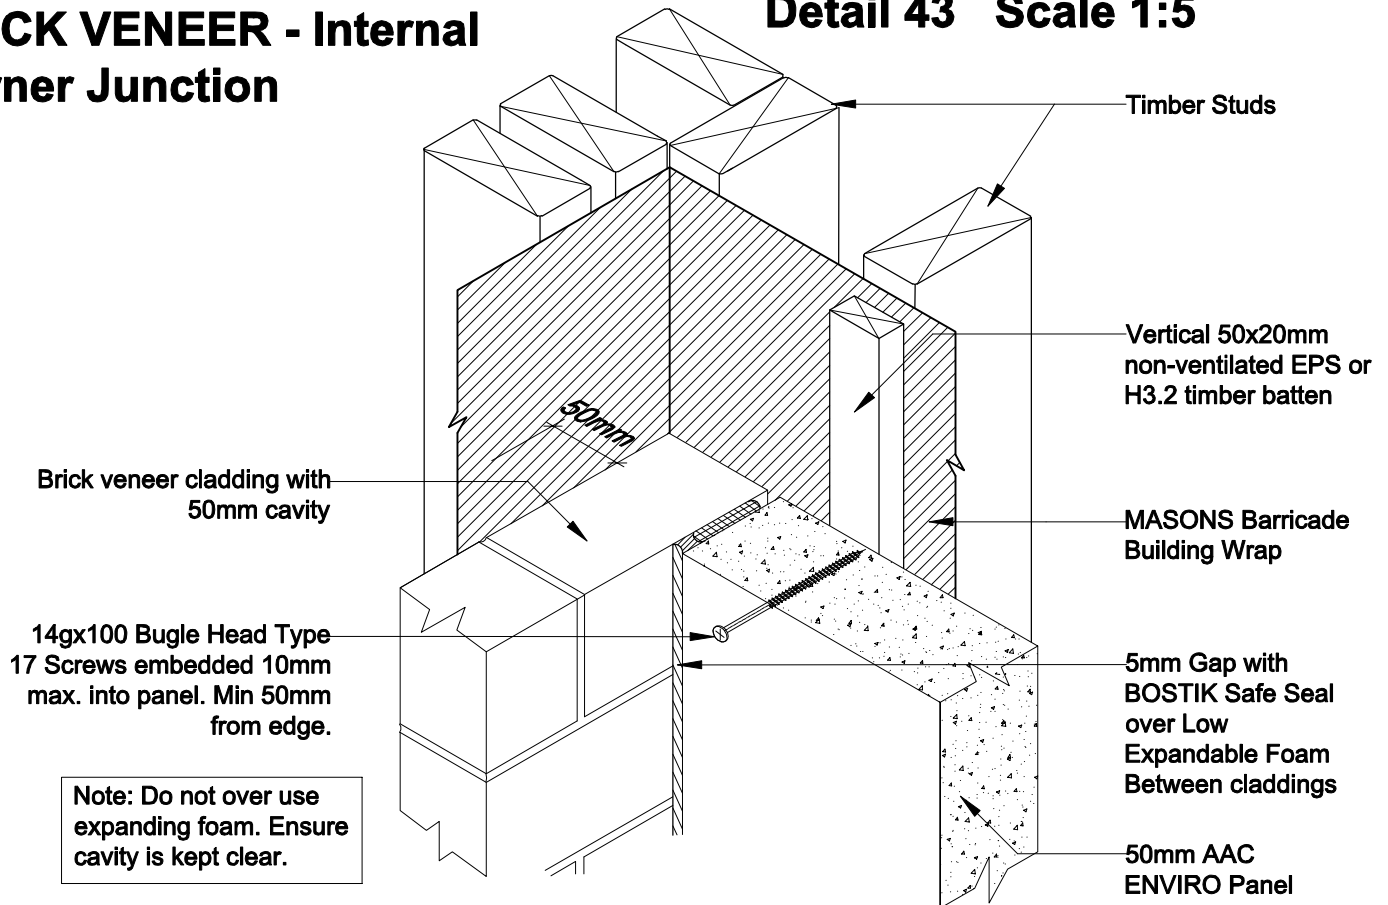 CK VENEER - Internal
ner Junction
Detail 43 Scale 1:5
Timber Studs
Vertical 50x20mm
non-ventilated EPS or
H3.2 timber batten
50mm
Brick veneer cladding with
50mm cavity
MASONS Barricade
Building Wrap
14gx100 Bugle Head Type
17 Screws embedded 10mm
max. into panel. Min 50mm
from edge.
5mm Gap with
BOSTIK Safe Seal
over Low
Expandable Foam
Between claddings
Note: Do not over use
expanding foam. Ensure
cavity is kept clear.
50mm AAC
ENVIRO Panel